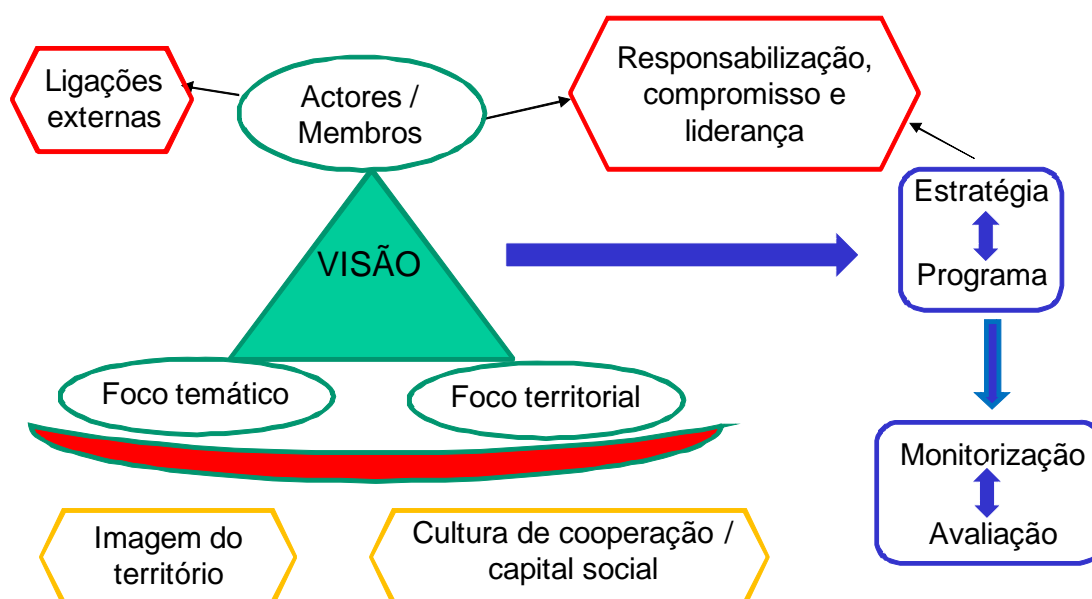 Ligações
externas
Actores /
Membros
Responsabilização,
compromisso e
liderança
VISÃO
Estratégia
Programa
Foco temático
Foco territorial
Monitorização
Avaliação
Imagem do
território
Cultura de cooperação /
capital social